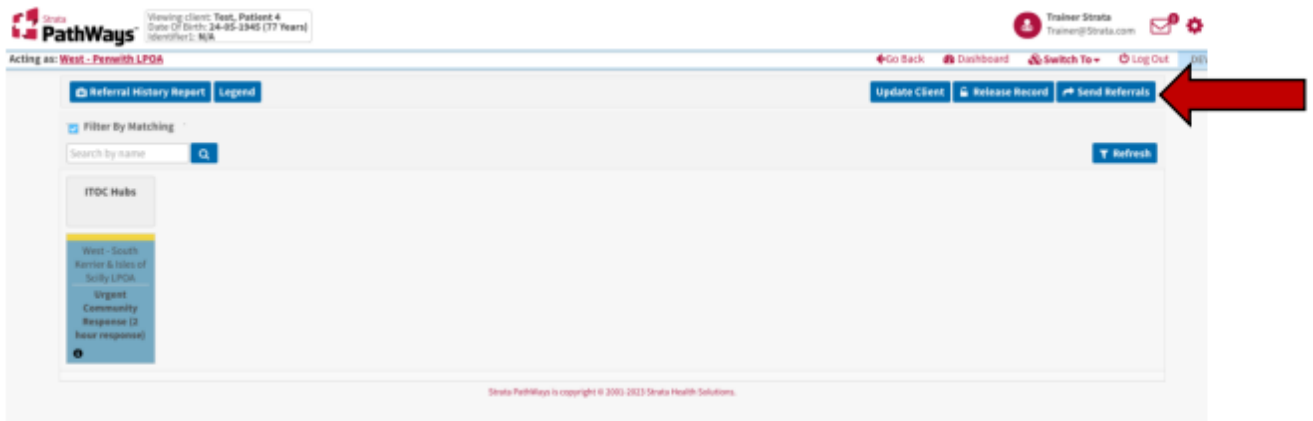 Strata
PathWays™
Viewing client: Test, Patient 4
Date Of Birth: 24-05-1945 (77 Years)
Identifier1: N/A
Trainer Strata
Trainer@Strata.com
Acting as: West - Penwith LPOA
Go Back Dashboard Switch To Log Out DEV
Referral History Report Legend Update Client Release Record Send Referrals
Filter By Matching
Search by name Refresh
ITOC Hubs
West - South
Kerrier & Isles of
Scilly LPOA
Urgent
Community
Response (2
hour response)
Strata PathWays is copyright © 2001-2023 Strata Health Solutions.